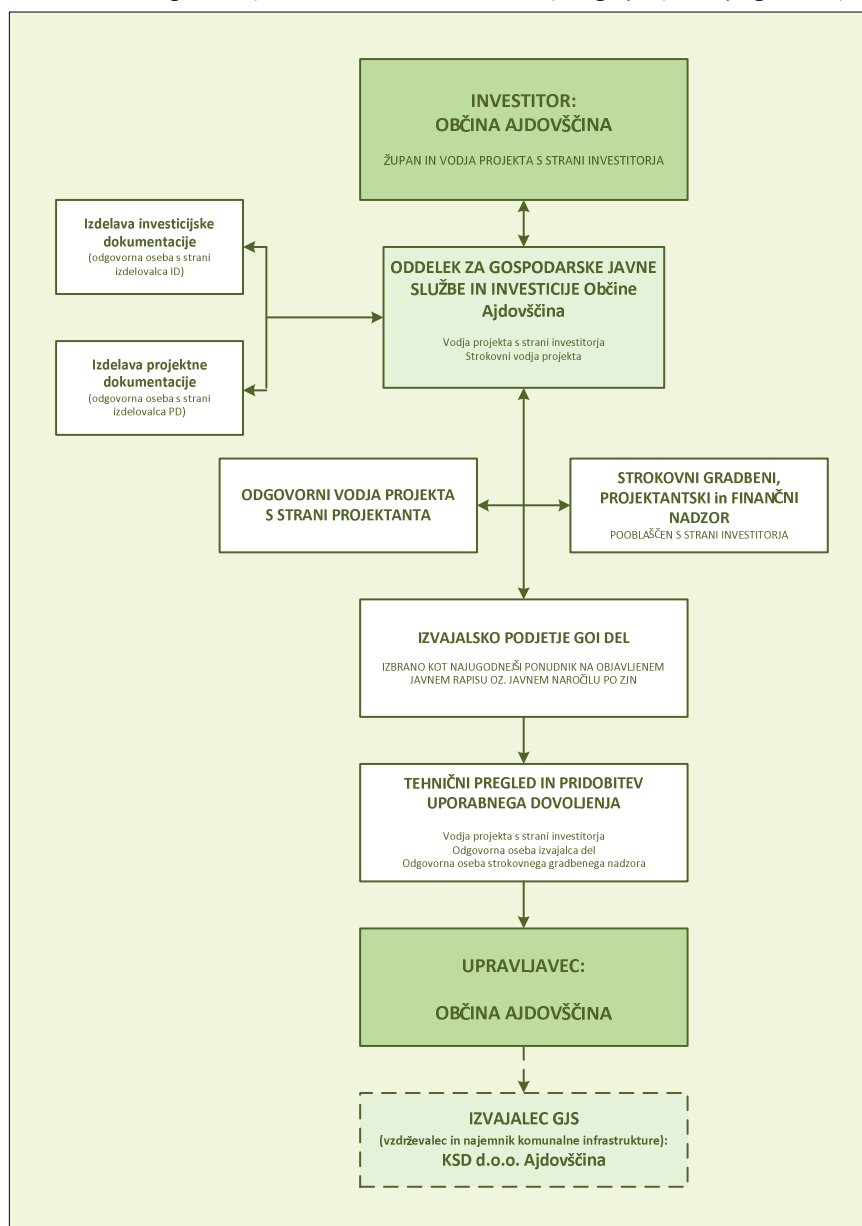 INVESTITOR:
OBČINA AJDOVŠČINA
ŽUPAN IN VODJA PROJEKTA S STRANI INVESTITORJA
Izdelava investicijske
dokumentacije
(odgovorna oseba s strani
izdelovalca ID)
ODDELEK ZA GOSPODARSKE JAVNE
SLUŽBE IN INVESTICIJE Občine
Ajdovščina
Vodja projekta s strani investitorja
Strokovni vodja projekta
Izdelava projektne
dokumentacije
(odgovorna oseba s strani
izdelovalca PD)
ODGOVORNI VODJA PROJEKTA
S STRANI PROJEKTANTA
STROKOVNI GRADBENI,
PROJEKTANTSKI in FINANČNI
NADZOR
POOBLAŠČEN S STRANI INVESTITORJA
IZVAJALSKO PODJETJE GOI DEL
IZBRANO KOT NAJUGODNEJŠI PONUDNIK NA OBJAVLJENEM
JAVNEM RAPISU OZ. JAVNEM NAROČILU PO ZJN
TEHNIČNI PREGLED IN PRIDOBITEV
UPORABNEGA DOVOLJENJA
Vodja projekta s strani investitorja
Odgovorna oseba izvajalca del
Odgovorna oseba strokovnega gradbenega nadzora
UPRAVLJAVEC:
OBČINA AJDOVŠČINA
IZVAJALEC GJS
(vzdrževalec in najemnik komunalne infrastrukture):
KSD d.o.o. Ajdovščina